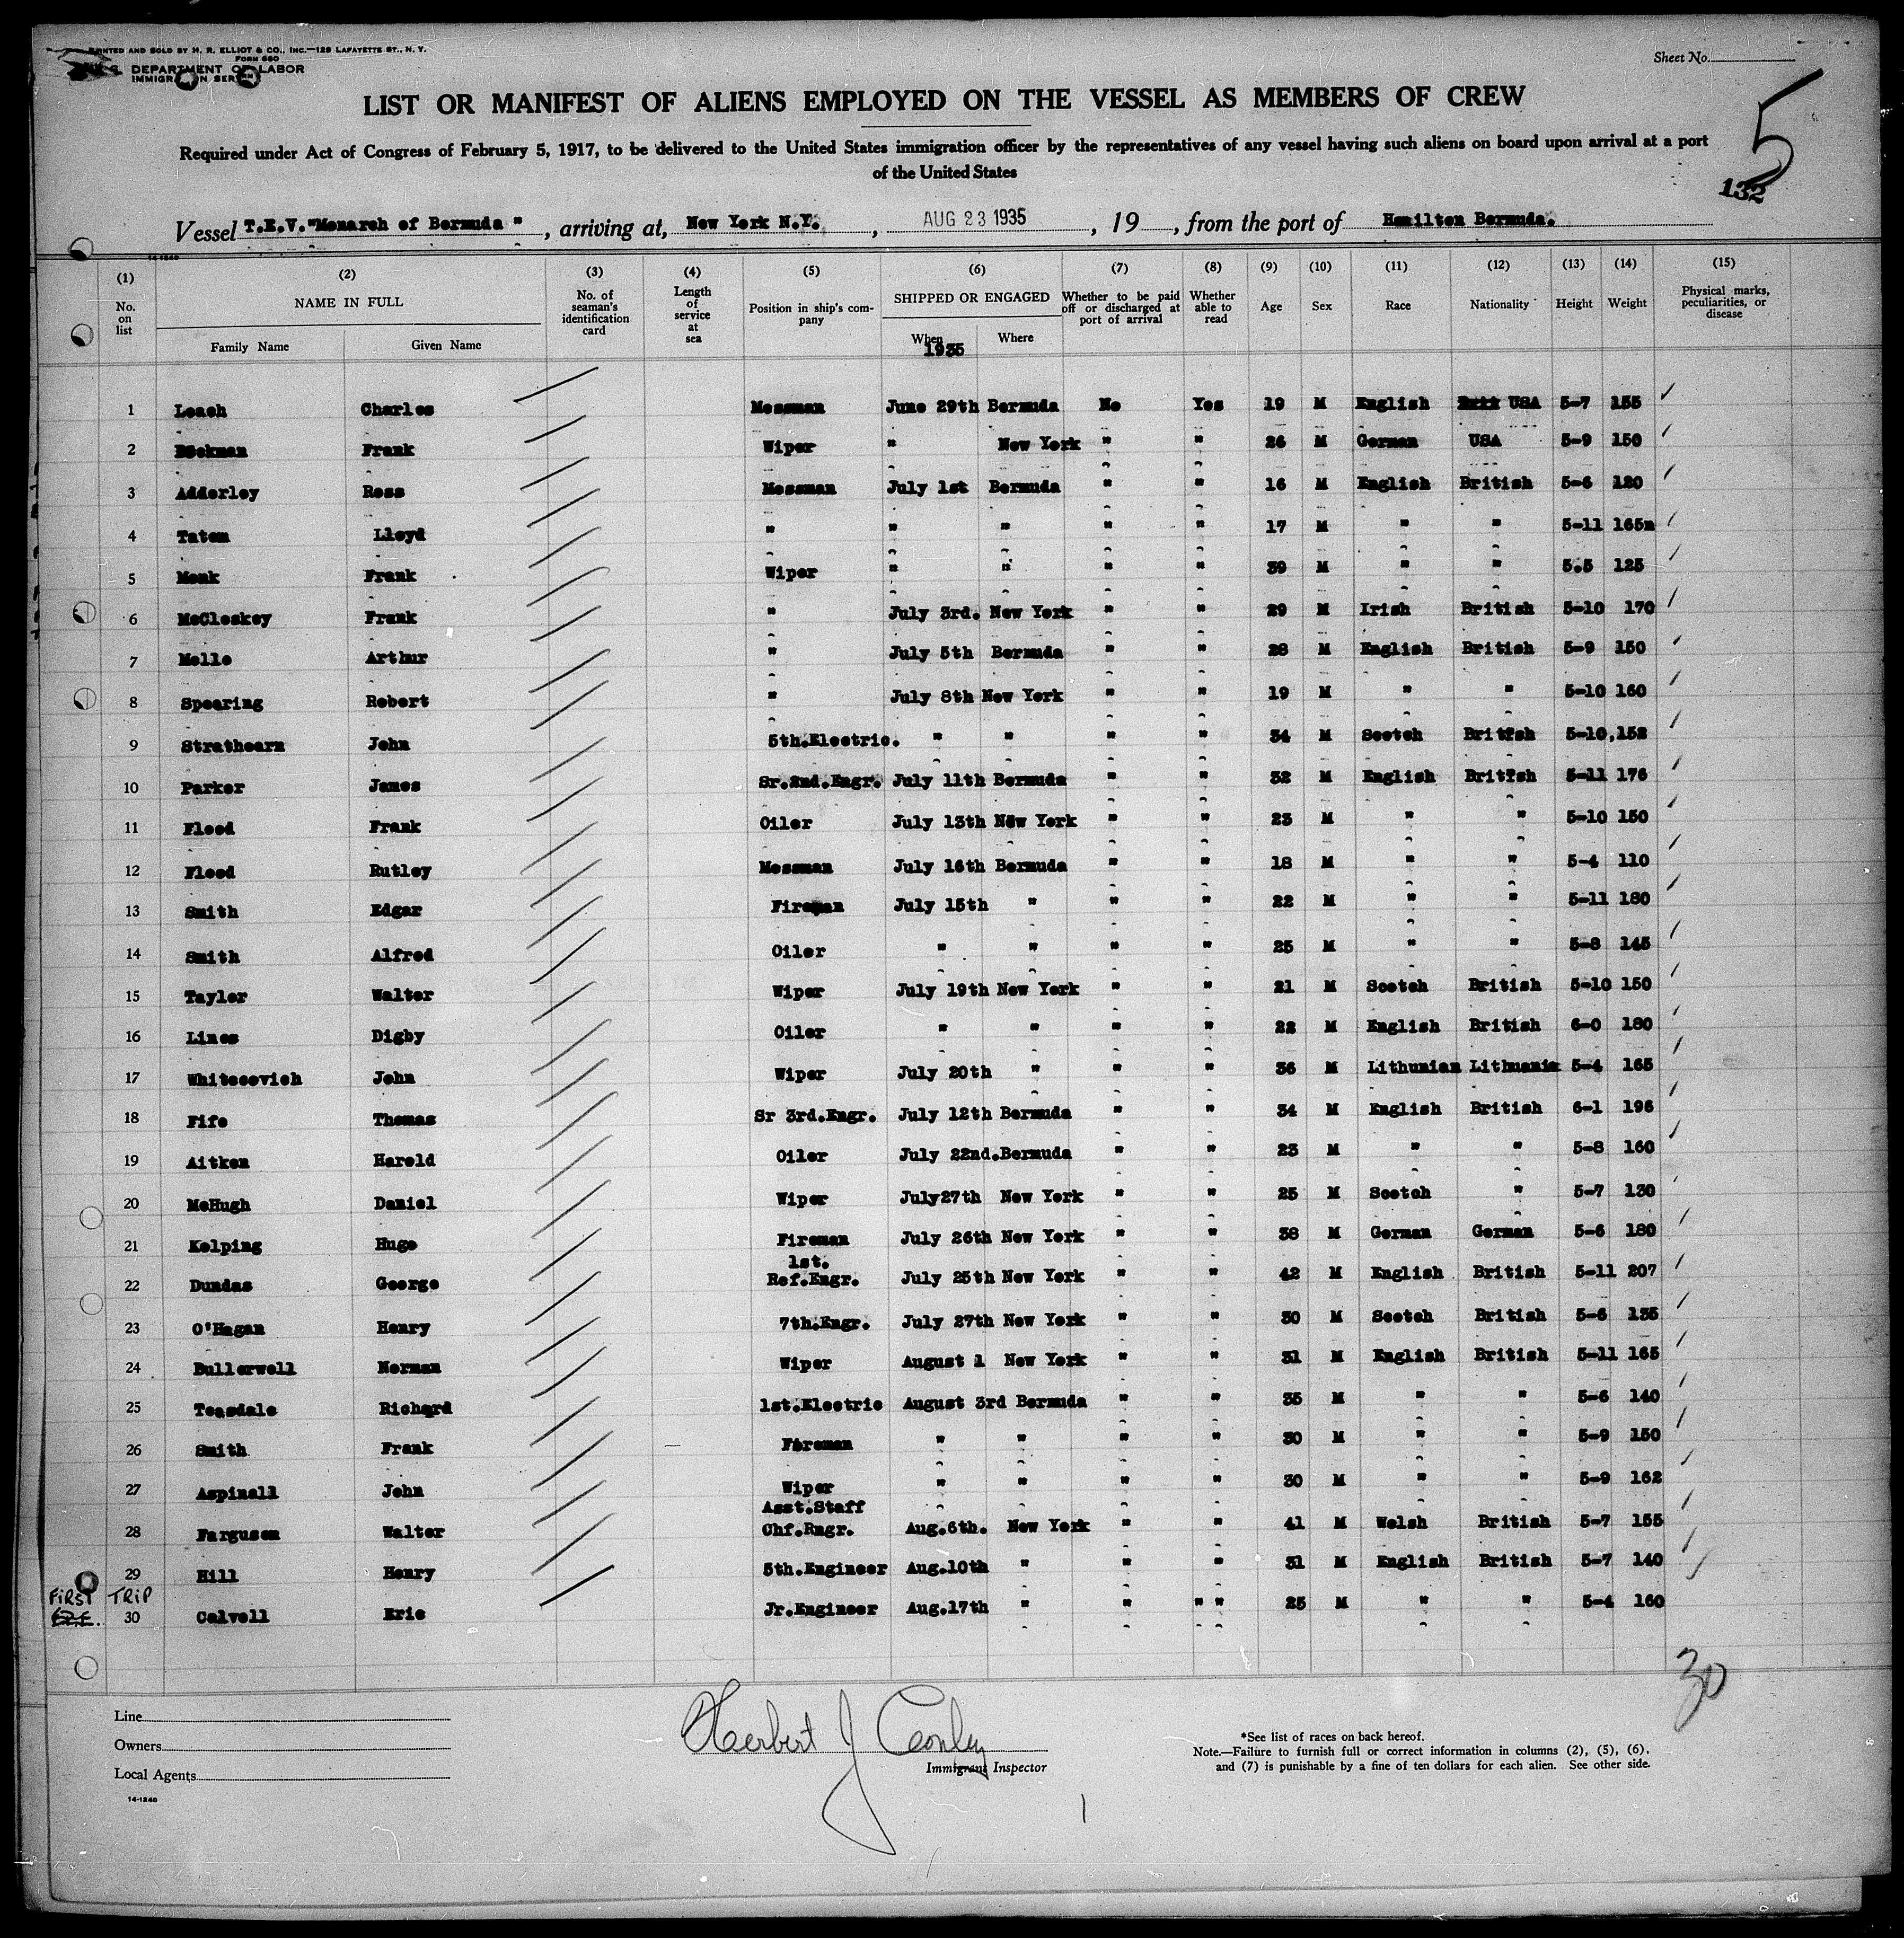 PRINTED AND SOLD BY H. R. ELLIOT & CO., INC.—129 LAFAYETTE ST., N. Y.
FORM 680
DEPARTMENT OF LABOR
Sheet No.
LIST OR MANIFEST OF ALIENS EMPLOYED ON THE VESSEL AS MEMBERS OF CREW
5
Required under Act of Congress of February 5, 1917, to be delivered to the United States immigration officer by the representatives of any vessel having such aliens on board upon arrival at a port
of the United States
132
Vessel T.E.V."Monarch of Bermuda ", arriving at, New York N.Y., AUG 23 1935, 19 , from the port of Hamilton Bermuda.
14-1240
(1) (2) (3) (4) (5) (6) (7) (8) (9) (10) (11) (12) (13) (14) (15)
No. on list NAME IN FULL Family Name Given Name No. of seaman's identification card Length of service at sea Position in ship's company SHIPPED OR ENGAGED When 1935 Where Whether to be paid off or discharged at port of arrival Whether able to read Age Sex Race Nationality Height Weight Physical marks, peculiarities, or disease
1 Leach Charles Messman June 29th Bermuda No Yes 19 M English USA 5-7 155
2 Frank Wiper " New York " " 26 M German USA 5-9 150
3 Adderley Ross Messman July 1st Bermuda " " 16 M English British 5-6 120
4 Tatem Lloyd " " " " " 17 M " " 5-11 165
5 Monk Frank . Wiper " " " " 39 M " " 5.5 125
6 McCloskey Frank " July 3rd. New York " " 29 M Irish British 5-10 170
7 Mello Arthur " July 5th Bermuda " " 28 M English British 5-9 150
8 Spearing Robert " July 8th New York " " 19 M " " 5-10 160
9 Strathearn John 5th.Electric. " " " " 34 M Scotch British 5-10,152
10 Parker James Sr.2nd.Engr. July 11th Bermuda " " 32 M English British 5-11 176
11 Flood Frank Oiler July 13th New York " " 23 M " " 5-10 150
12 Flood Rutley Messman July 16th Bermuda " " 18 M " " 5-4 110
13 Smith Edgar Fireman July 15th " " " 22 M " " 5-11 180
14 Smith Alfred Oiler " " " " 25 M " " 5-8 145
15 Taylor Walter Wiper July 19th New York " " 21 M Scotch British 5-10 150
16 Lines Digby Oiler " " " " 22 M English British 6-0 180
17 Whitecovich John Wiper July 20th " " " 36 M Lithunian Lithuania 5-4 165
18 Fife Thomas Sr 3rd.Engr. July 12th Bermuda " " 34 M English British 6-1 196
19 Aitken Harold Oiler July 22nd.Bermuda " " 23 M " " 5-8 160
20 McHugh Daniel Wiper July27th New York " " 25 M Scotch " 5-7 130
21 Kolping Hugo Fireman July 26th New York " " 38 M German German 5-6 180
22 Dundas George 1st. Ref.Engr. July 25th New York " " 42 M English British 5-11 207
23 O'Hagan Henry 7th.Engr. July 27th New York " " 30 M Scotch British 5-6 135
24 Bullerwell Norman Wiper August 1 New York " " 31 M English British 5-11 165
25 Teasdale Richard 1st.Electric August 3rd Bermuda " " 35 M " " 5-6 140
26 Smith Frank Fireman " " " " 30 M " " 5-9 150
27 Aspinall John Wiper " " " " 30 M " " 5-9 162
28 Farguson Walter Asst.Staff Chf.Engr. Aug.6th. New York " " 41 M Welsh British 5-7 155
29 Hill Henry 5th.Engineer Aug.10th " " " 31 M English British 5-7 140
FIRST TRIP
30 Calvell Eric Jr.Engineer Aug.17th " " " " 25 M " " 5-4 160
30
Line
Owners
Local Agents
14-1240
Herbert J Conley
Immigrant Inspector
*See list of races on back hereof.
Note.—Failure to furnish full or correct information in columns (2), (5), (6),
and (7) is punishable by a fine of ten dollars for each alien. See other side.